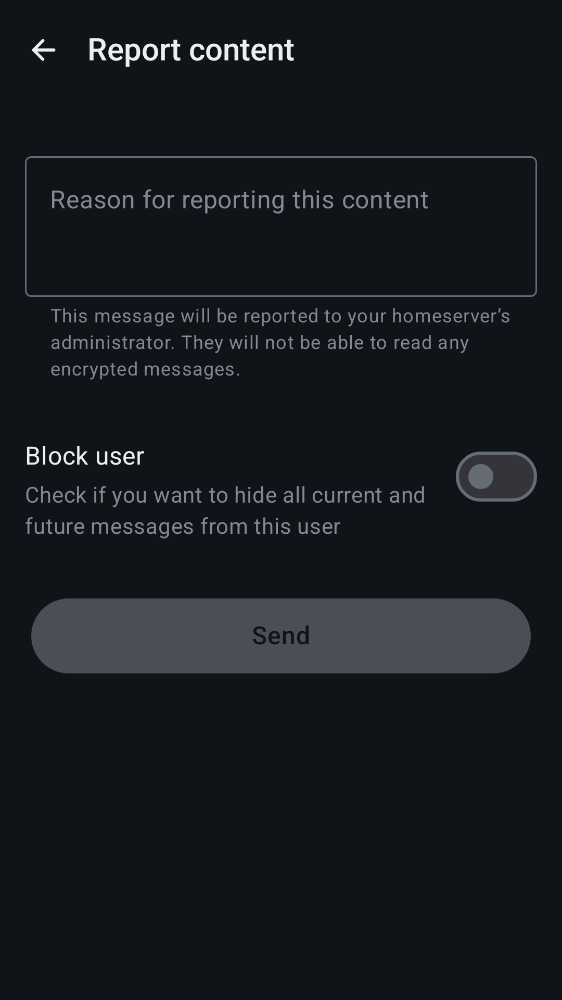 Report content
Reason for reporting this content
This message will be reported to your homeserver’s
administrator. They will not be able to read any
encrypted messages.
Block user
Check if you want to hide all current and
future messages from this user
Send